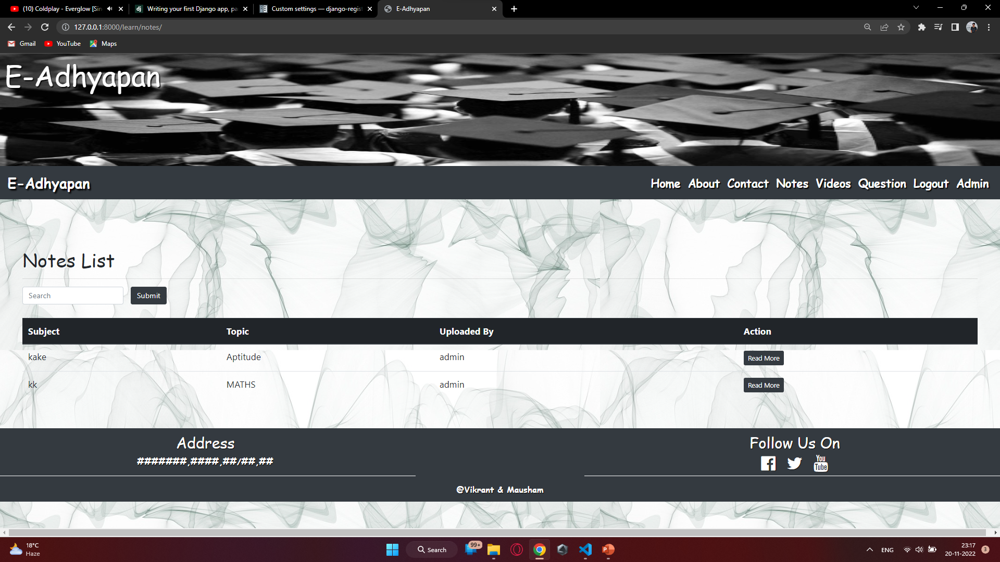 (10) Coldplay - Everglow [Sin
Writing your first Django app, pa
Custom settings — django-regist
E-Adhyapan
127.0.0.1:8000/learn/notes/
Gmail YouTube Maps
E-Adhyapan
E-Adhyapan
Home About Contact Notes Videos Question Logout Admin
Notes List
Search Submit
Subject Topic Uploaded By Action
kake Aptitude admin Read More
kk MATHS admin Read More
Address
#######,####,##/##,##
Follow Us On
You
Tube
@Vikrant & Mausham
18°C
Haze
Search
99+
ENG
23:17
20-11-2022
3